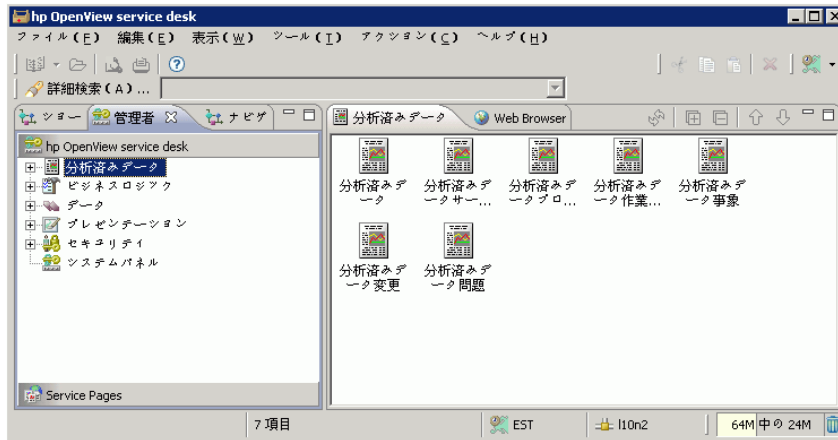 hp OpenView service desk
ファイル(F) 編集(E) 表示(W) ツール(T) アクション(C) ヘルプ(H)
詳細検索(A)...
ショー 管理者 ナビゲ
分析済みデータ Web Browser
hp OpenView service desk
分析済みデータ
ビジネスロジック
データ
プレゼンテーション
セキュリティ
システムパネル
分析済みデータ
分析済みデータサー...
分析済みデータプロ...
分析済みデータ作業...
分析済みデータ事象
分析済みデータ変更
分析済みデータ問題
Service Pages
7 項目 EST l10n2 64M 中の 24M